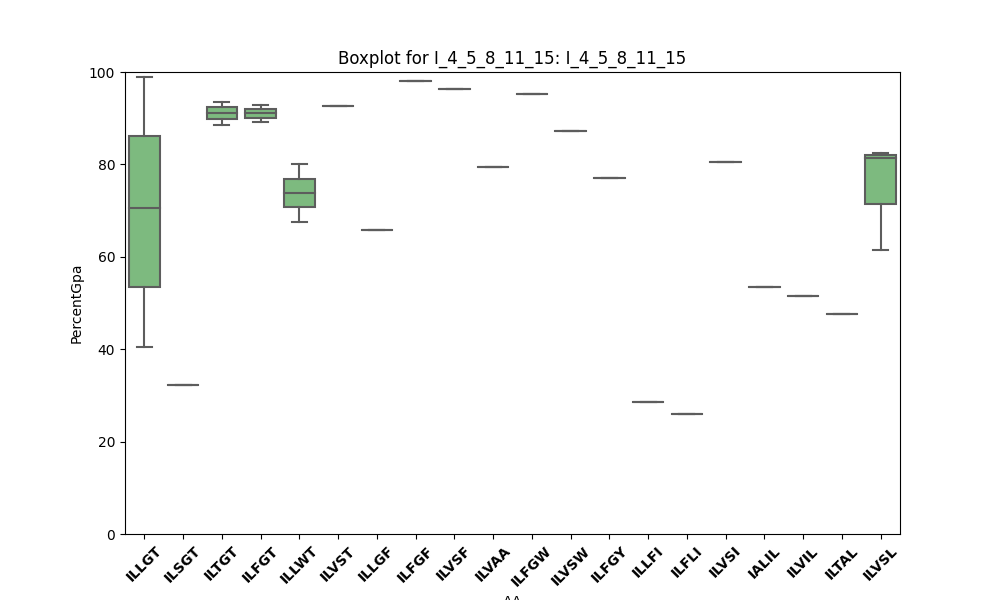 Boxplot for I_4_5_8_11_15: I_4_5_8_11_15
100
80
60
40
20
0
PercentGpa
ILLGT ILSGT ILTGT ILFGT ILLWT ILVST ILLGF ILFGF ILVSF ILVAA ILFGW ILVSW ILFGY ILLFI ILFLI ILVSI IALIL ILVIL ILTAL ILVSL
AA